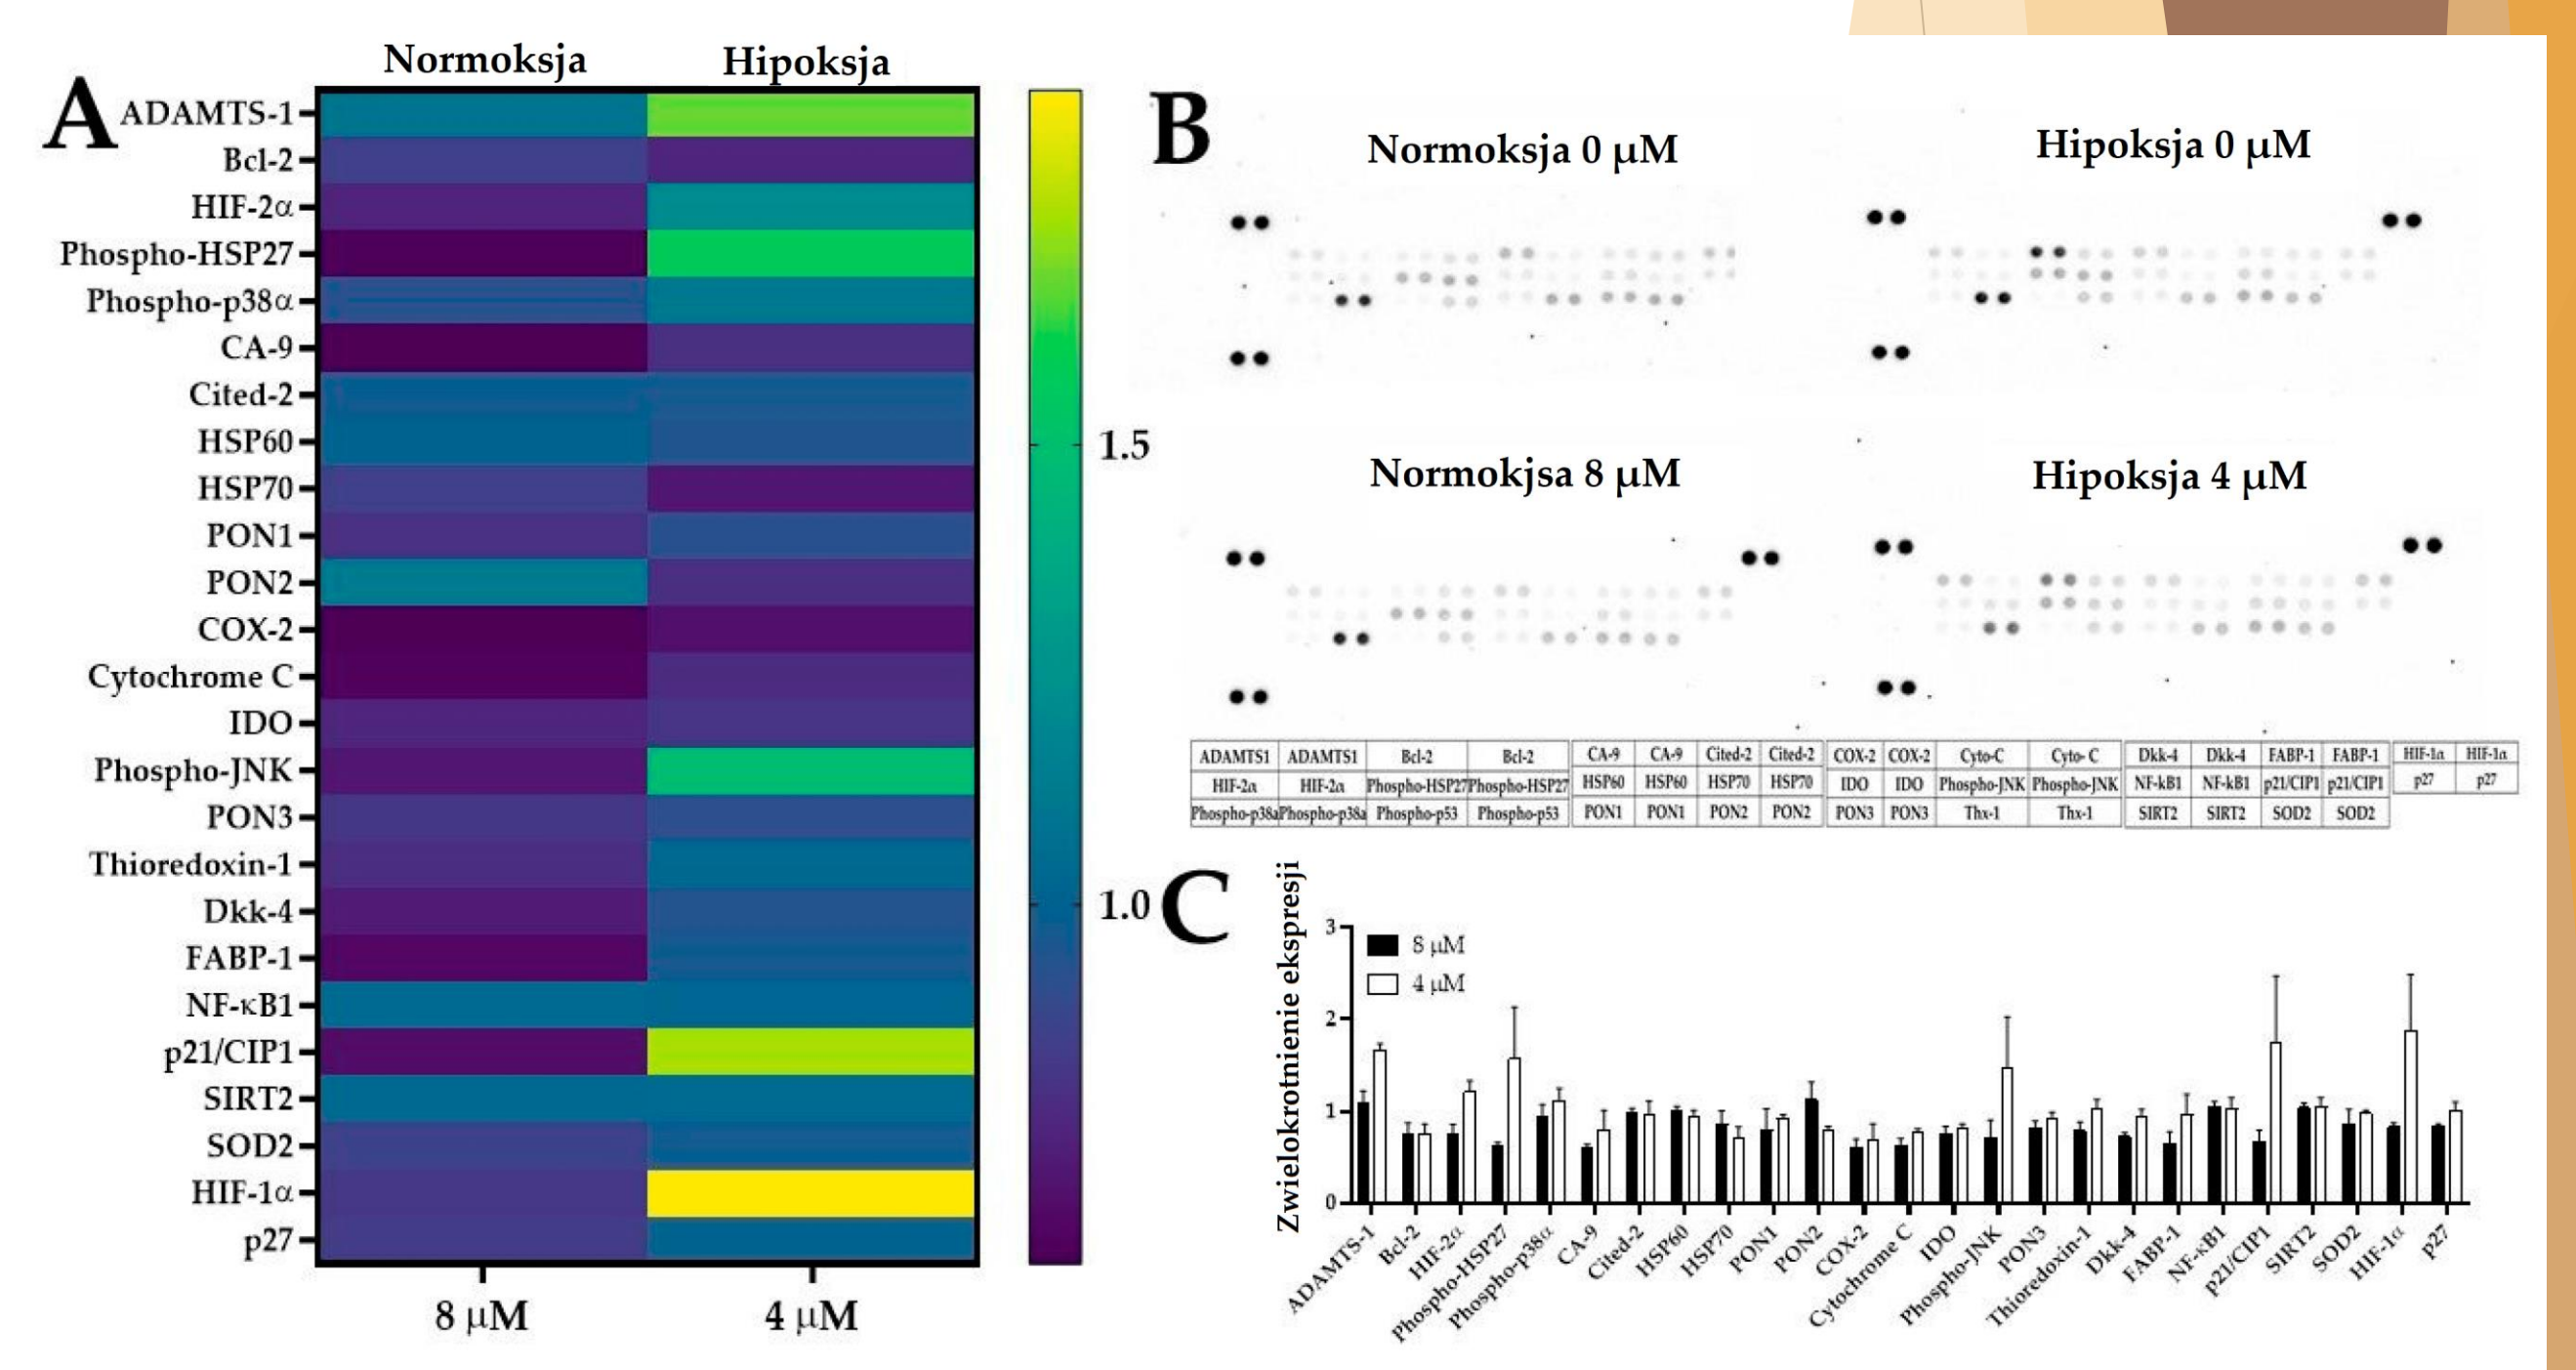 A
Normoksja Hipoksja
ADAMTS-1
Bcl-2
HIF-2α
Phospho-HSP27
Phospho-p38α
CA-9
Cited-2
HSP60
HSP70
PON1
PON2
COX-2
Cytochrome C
IDO
Phospho-JNK
PON3
Thioredoxin-1
Dkk-4
FABP-1
NF-κB1
p21/CIP1
SIRT2
SOD2
HIF-1α
p27
8 μM 4 μM
1.5
1.0
B
Normoksja 0 μM Hipoksja 0 μM
Normokjsa 8 μM Hipoksja 4 μM
ADAMTS1 ADAMTS1 Bcl-2 Bcl-2 CA-9 CA-9 Cited-2 Cited-2 COX-2 COX-2 Cyto-C Cyto- C Dkk-4 Dkk-4 FABP-1 FABP-1 HIF-1α HIF-1α
HIF-2α HIF-2α Phospho-HSP27 Phospho-HSP27 HSP60 HSP60 HSP70 HSP70 IDO IDO Phospho-JNK Phospho-JNK NF-kB1 NF-kB1 p21/CIP1 p21/CIP1 p27 p27
Phospho-p38a Phospho-p38a Phospho-p53 Phospho-p53 PON1 PON1 PON2 PON2 PON3 PON3 Thx-1 Thx-1 SIRT2 SIRT2 SOD2 SOD2
C
Zwielokrotnienie ekspresji
3
2
1
0
8 μM
4 μM
ADAMTS-1
Bcl-2
HIF-2α
Phospho-HSP27
Phospho-p38α
CA-9
Cited-2
HSP60
HSP70
PON1
PON2
COX-2
Cytochrome C
IDO
Phospho-JNK
PON3
Thioredoxin-1
Dkk-4
FABP-1
NF-κB1
p21/CIP1
SIRT2
SOD2
HIF-1α
p27